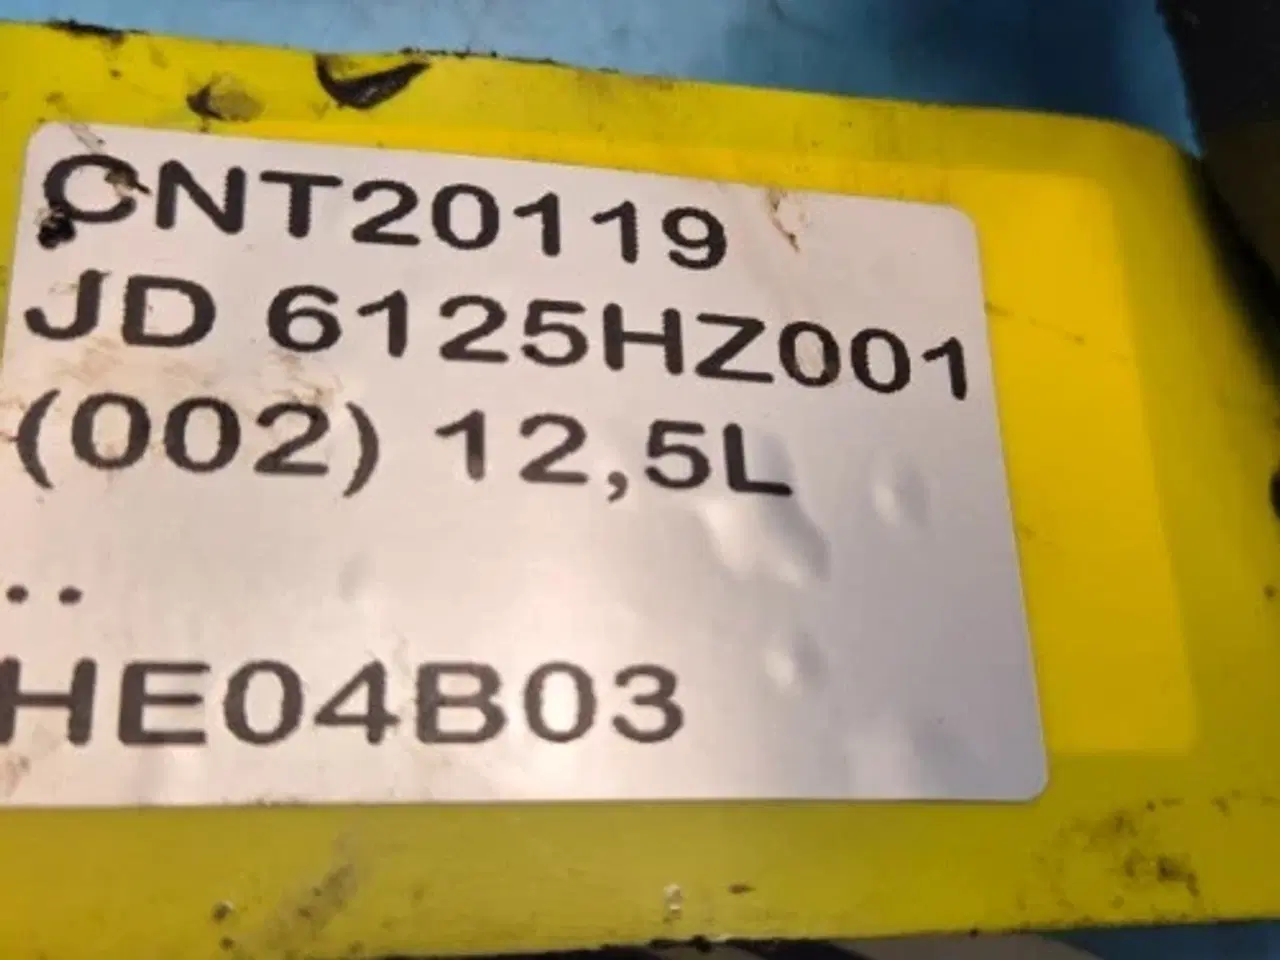 CNT20119
JD 6125HZ001
(002) 12,5L
..
HE04B03